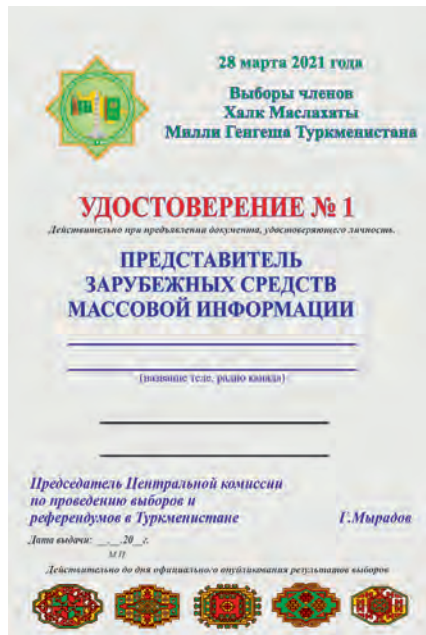 28 марта 2021 года
Выборы членов
Халк Маслахаты
Милли Генгеша Туркменистана
УДОСТОВЕРЕНИЕ № 1
Действительно при предъявлении документа, удостоверяющего личность.
ПРЕДСТАВИТЕЛЬ
ЗАРУБЕЖНЫХ СРЕДСТВ
МАССОВОЙ ИНФОРМАЦИИ
(название теле, радио канала)
Председатель Центральной комиссии
по проведению выборов и
референдумов в Туркменистане Г.Мырадов
Дата выдачи: __.__.20__г.
М П
Действительно до дня официального опубликования результатов выборов